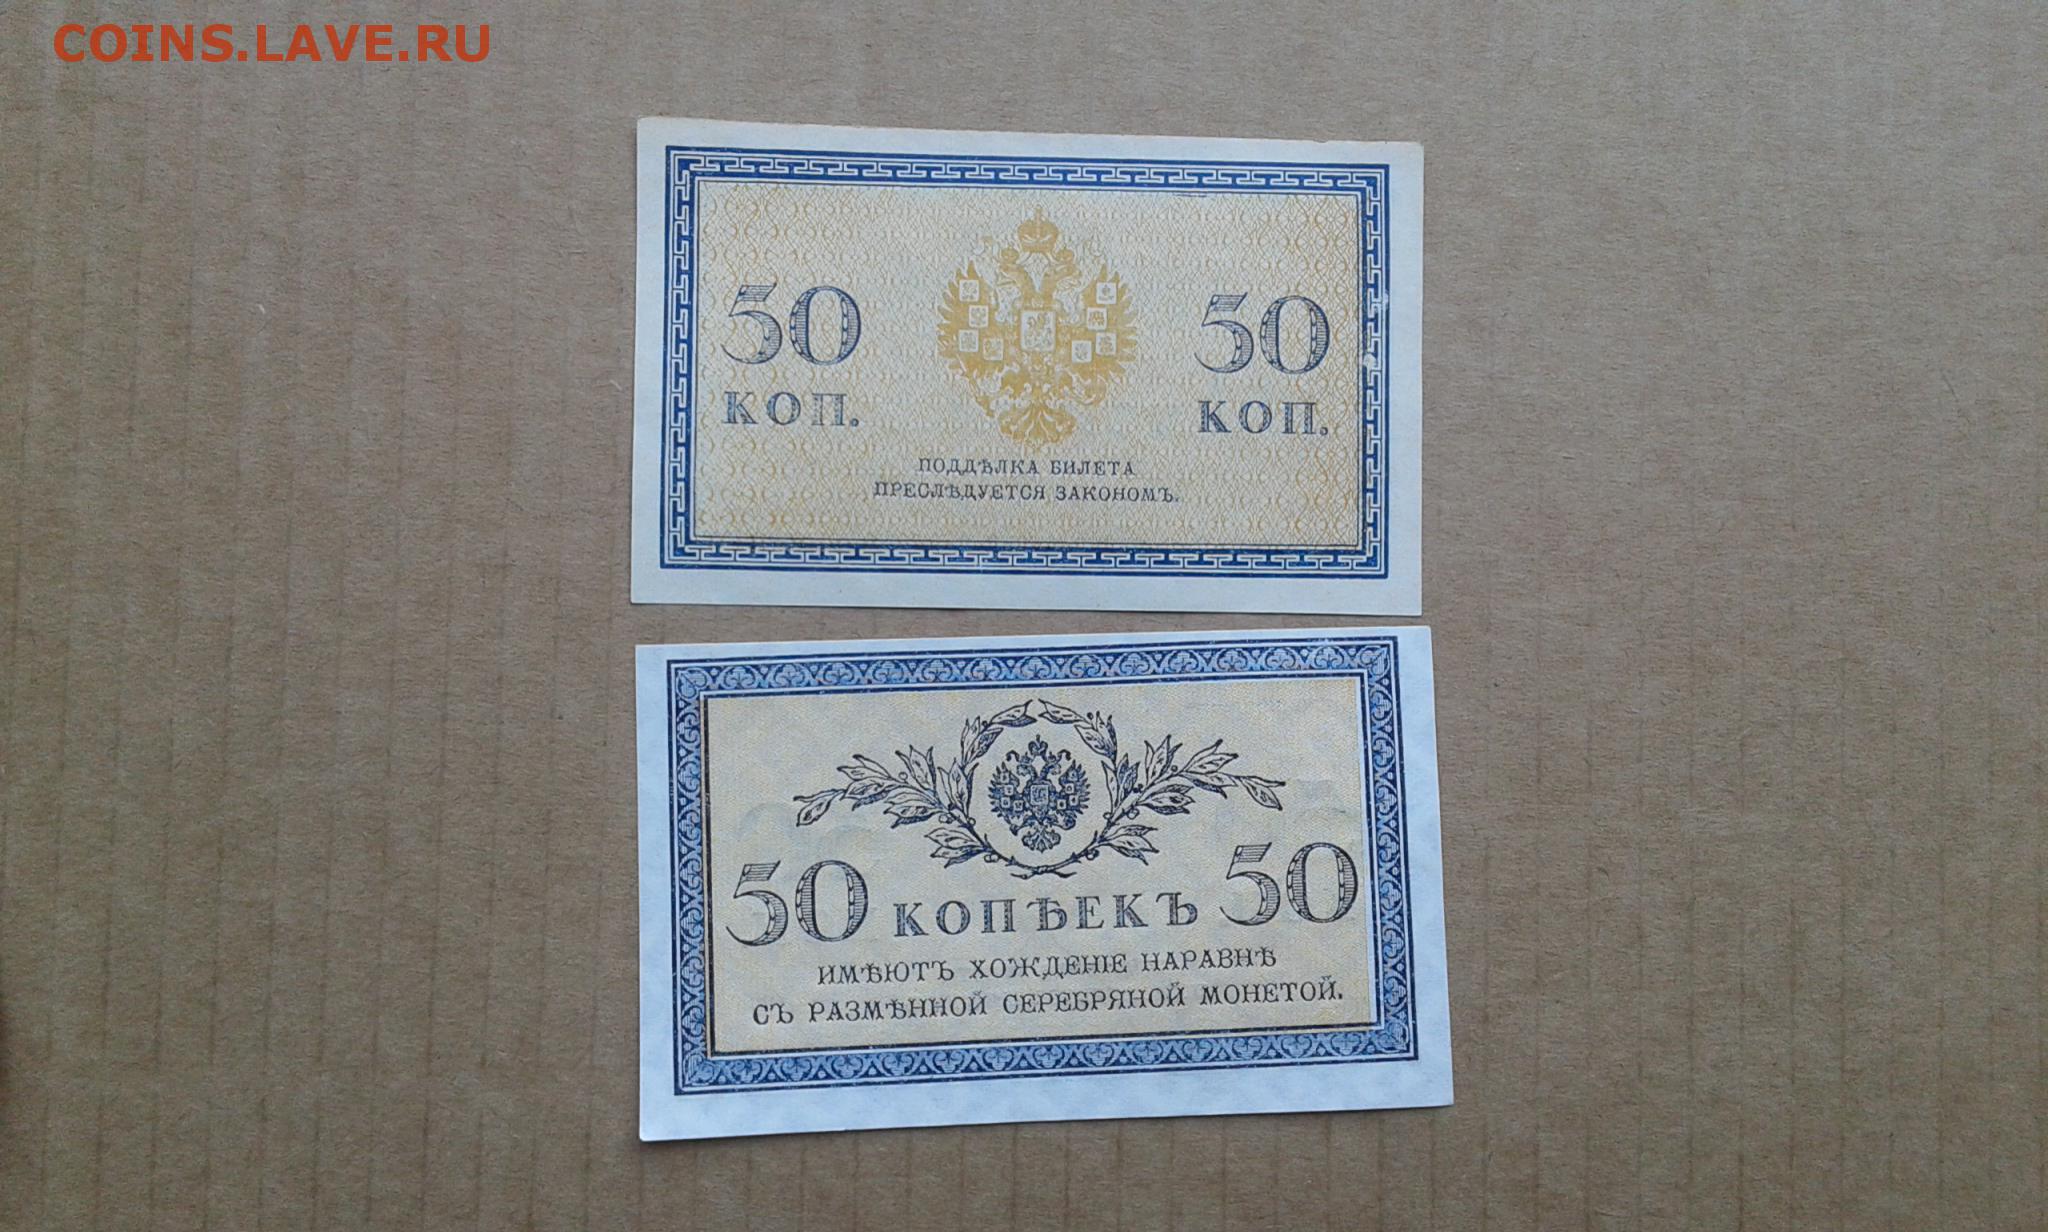 COINS.LAVE.RU
50 50
КОП. КОП.
ПОДДѢЛКА БИЛЕТА
ПРЕСЛѢДУЕТСЯ ЗАКОНОМЪ.
50 КОПѢЕКЪ 50
ИМѢЮТЪ ХОЖДЕНІЕ НАРАВНѢ
СЪ РАЗМѢННОЙ СЕРЕБРЯНОЙ МОНЕТОЙ.